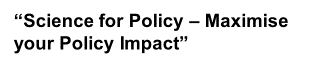 “Science for Policy – Maximise
your Policy Impact”